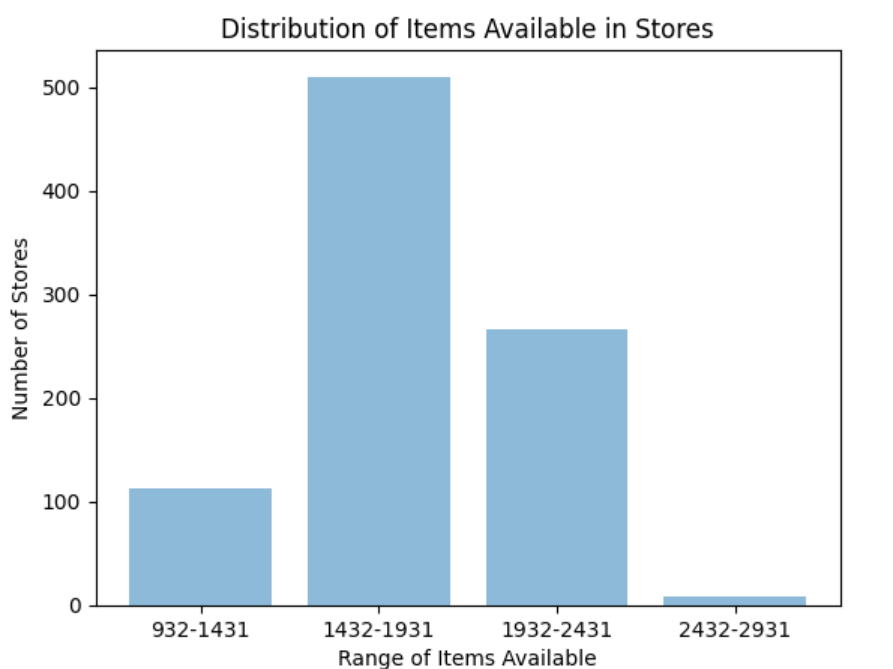 Distribution of Items Available in Stores
Number of Stores
500
400
300
200
100
0
932-1431 1432-1931 1932-2431 2432-2931
Range of Items Available